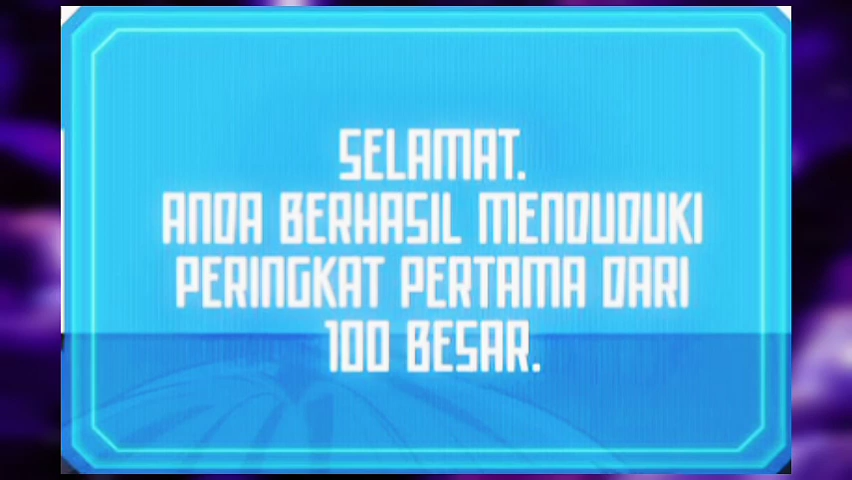 SELAMAT.
ANDA BERHASIL MENDUDUKI
PERINGKAT PERTAMA DARI
100 BESAR.